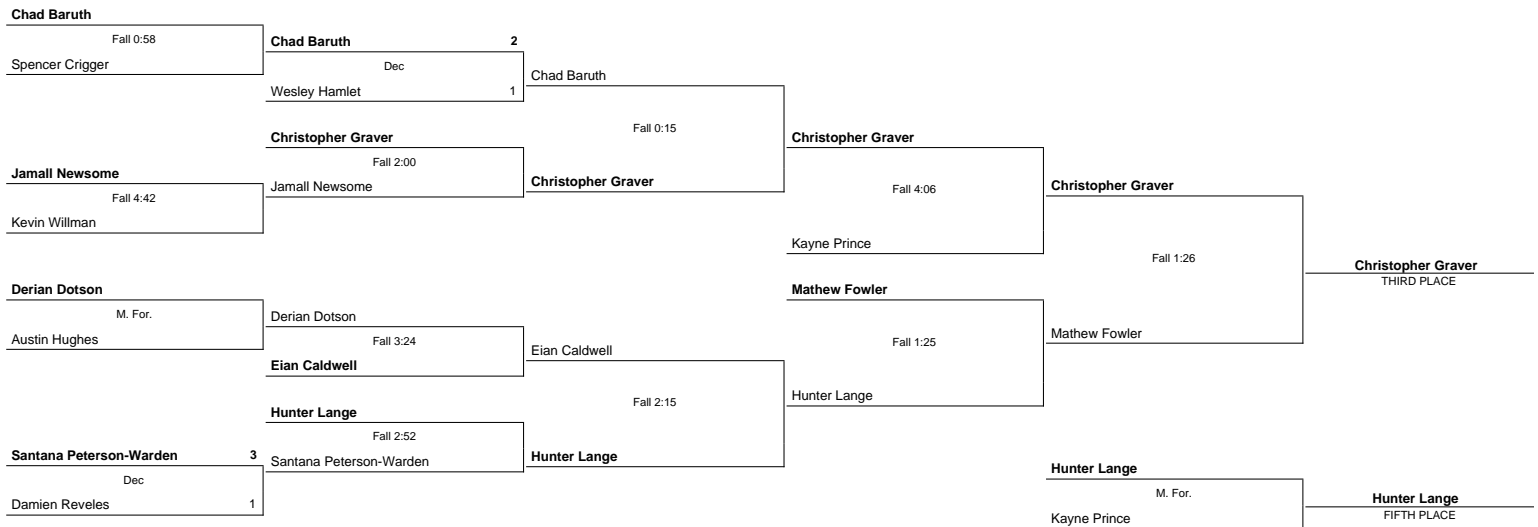 Chad Baruth
Fall 0:58
Spencer Crigger
Jamall Newsome
Fall 4:42
Kevin Willman
Derian Dotson
M. For.
Austin Hughes
Santana Peterson-Warden 3
Dec
Damien Reveles 1
Chad Baruth 2
Dec
Wesley Hamlet 1
Christopher Graver
Fall 2:00
Jamall Newsome
Derian Dotson
Fall 3:24
Eian Caldwell
Hunter Lange
Fall 2:52
Santana Peterson-Warden
Chad Baruth
Fall 0:15
Christopher Graver
Eian Caldwell
Fall 2:15
Hunter Lange
Christopher Graver
Fall 4:06
Kayne Prince
Mathew Fowler
Fall 1:25
Hunter Lange
Christopher Graver
Fall 1:26
Mathew Fowler
Hunter Lange
M. For.
Kayne Prince
Christopher Graver
THIRD PLACE
Hunter Lange
FIFTH PLACE